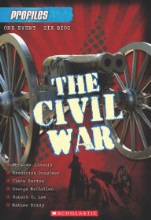 PROFILES
ONE EVENT SIX BIOS
THE
CIVIL
WAR
Abraham Lincoln
Frederick Douglass
Clara Barton
George McClellan
Robert E. Lee
Mathew Brady
SCHOLASTIC